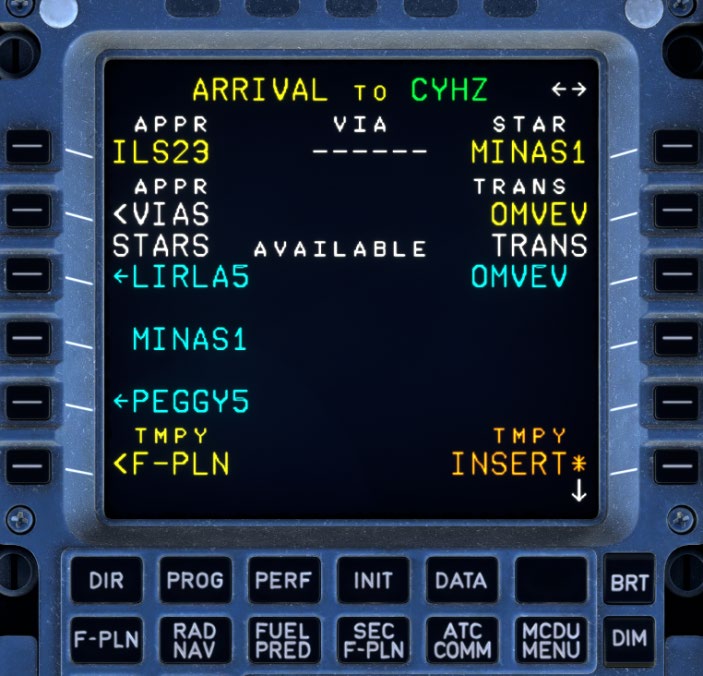 ARRIVAL TO CYHZ ←→
APPR VIA STAR
ILS23 ------ MINAS1
APPR TRANS
<VIAS OMVEV
STARS AVAILABLE TRANS
←LIRLA5 OMVEV
MINAS1
←PEGGY5
TMPY TMPY
<F-PLN INSERT*
↓
DIR PROG PERF INIT DATA BRT
F-PLN RAD NAV FUEL PRED SEC F-PLN ATC COMM MCDU MENU DIM